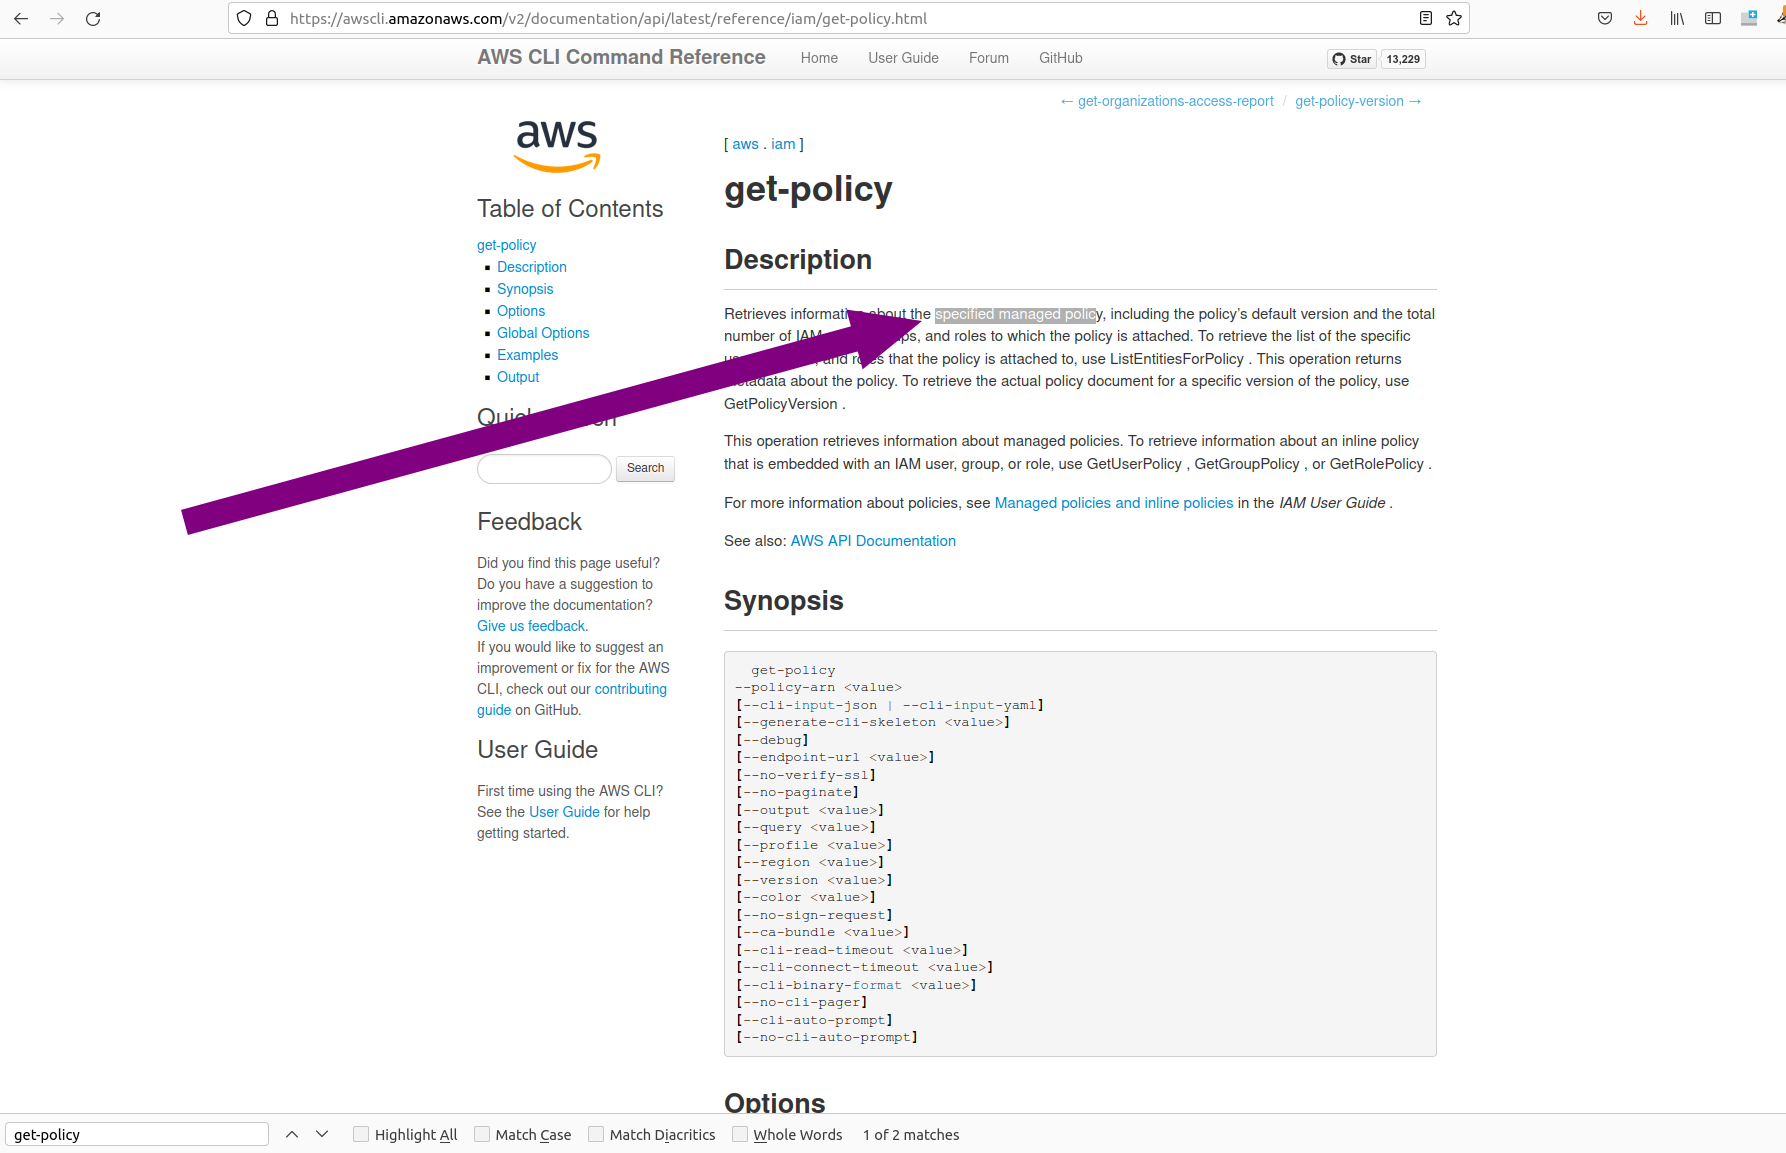 https://awscli.amazonaws.com/v2/documentation/api/latest/reference/iam/get-policy.html
AWS CLI Command Reference Home User Guide Forum GitHub Star 13,229
← get-organizations-access-report / get-policy-version →
aws
Table of Contents
get-policy
Description
Synopsis
Options
Global Options
Examples
Output
Search
Feedback
Did you find this page useful?
Do you have a suggestion to
improve the documentation?
Give us feedback.
If you would like to suggest an
improvement or fix for the AWS
CLI, check out our contributing
guide on GitHub.
User Guide
First time using the AWS CLI?
See the User Guide for help
getting started.
[ aws . iam ]
get-policy
Description
Retrieves information about the specified managed policy, including the policy's default version and the total
number of IAM and roles to which the policy is attached. To retrieve the list of the specific
and roles that the policy is attached to, use ListEntitiesForPolicy . This operation returns
metadata about the policy. To retrieve the actual policy document for a specific version of the policy, use
GetPolicyVersion .
This operation retrieves information about managed policies. To retrieve information about an inline policy
that is embedded with an IAM user, group, or role, use GetUserPolicy , GetGroupPolicy , or GetRolePolicy .
For more information about policies, see Managed policies and inline policies in the IAM User Guide .
See also: AWS API Documentation
Synopsis
get-policy
--policy-arn <value>
[--cli-input-json | --cli-input-yaml]
[--generate-cli-skeleton <value>]
[--debug]
[--endpoint-url <value>]
[--no-verify-ssl]
[--no-paginate]
[--output <value>]
[--query <value>]
[--profile <value>]
[--region <value>]
[--version <value>]
[--color <value>]
[--no-sign-request]
[--ca-bundle <value>]
[--cli-read-timeout <value>]
[--cli-connect-timeout <value>]
[--cli-binary-format <value>]
[--no-cli-pager]
[--cli-auto-prompt]
[--no-cli-auto-prompt]
Options
get-policy Highlight All Match Case Match Diacritics Whole Words 1 of 2 matches